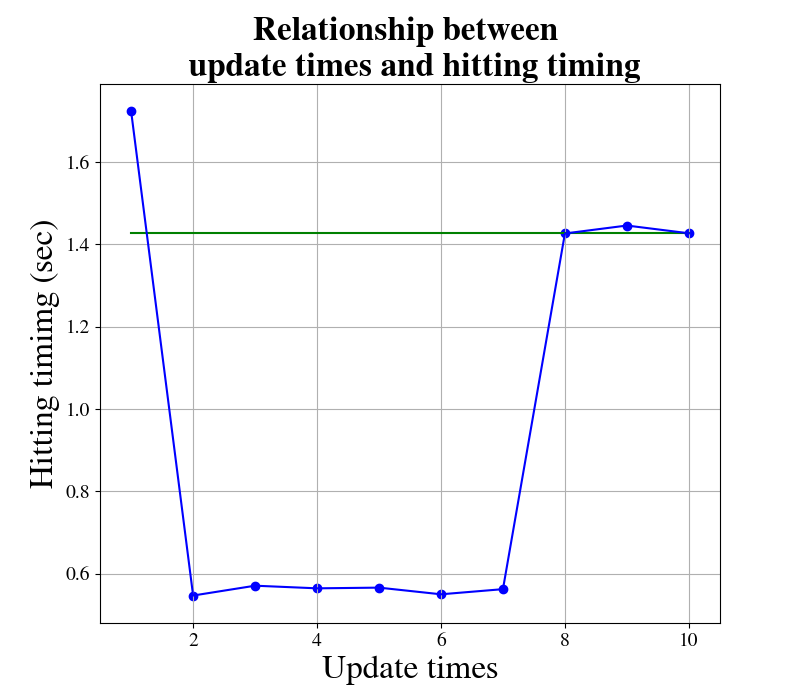 Relationship between
update times and hitting timing
Hitting timimg (sec)
1.6
1.4
1.2
1.0
0.8
0.6
2
4
6
8
10
Update times